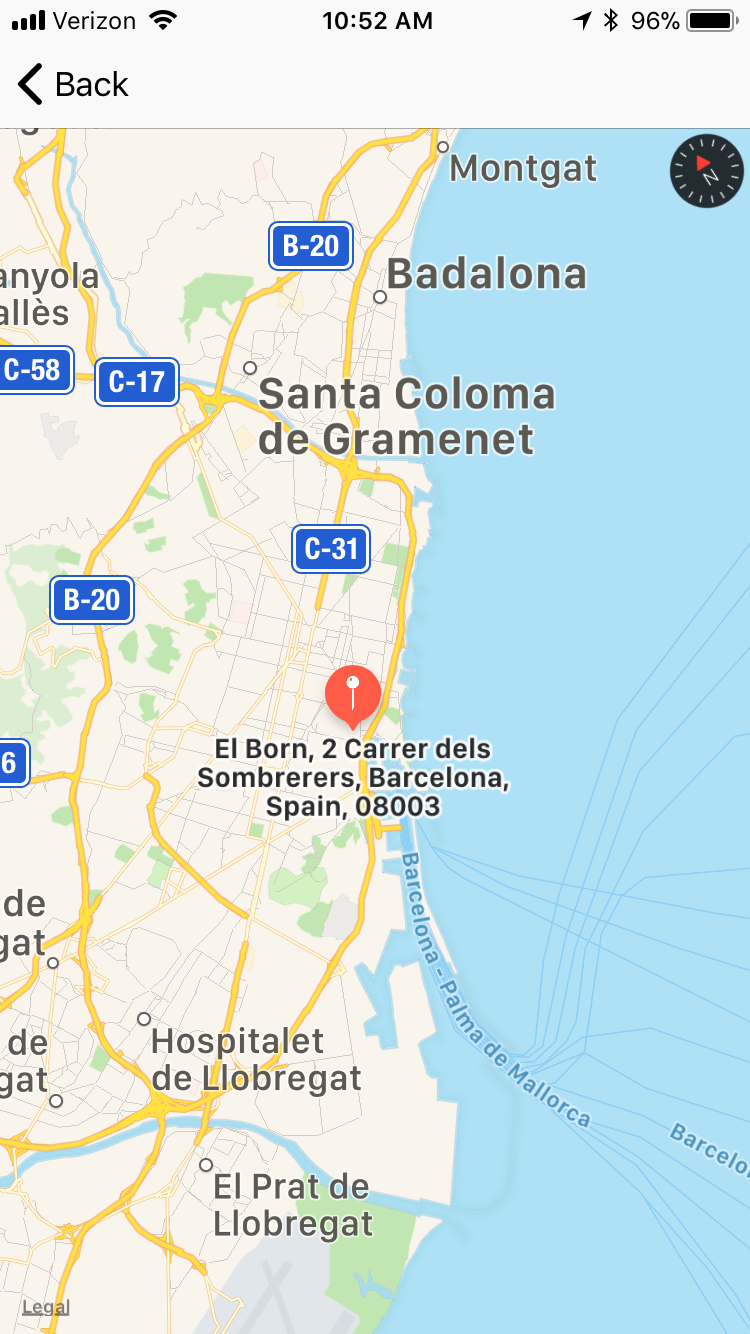 Verizon 10:52 AM 96%
Back
Montgat
B-20
Badalona
anyola
allès
C-58
C-17
Santa Coloma
de Gramenet
C-31
B-20
El Born, 2 Carrer dels
Sombrerers, Barcelona,
Spain, 08003
6
Barcelona - Palma de Mallorca
de
gat
Hospitalet
de Llobregat
de
gat
Barcelo
El Prat de
Llobregat
Legal
N